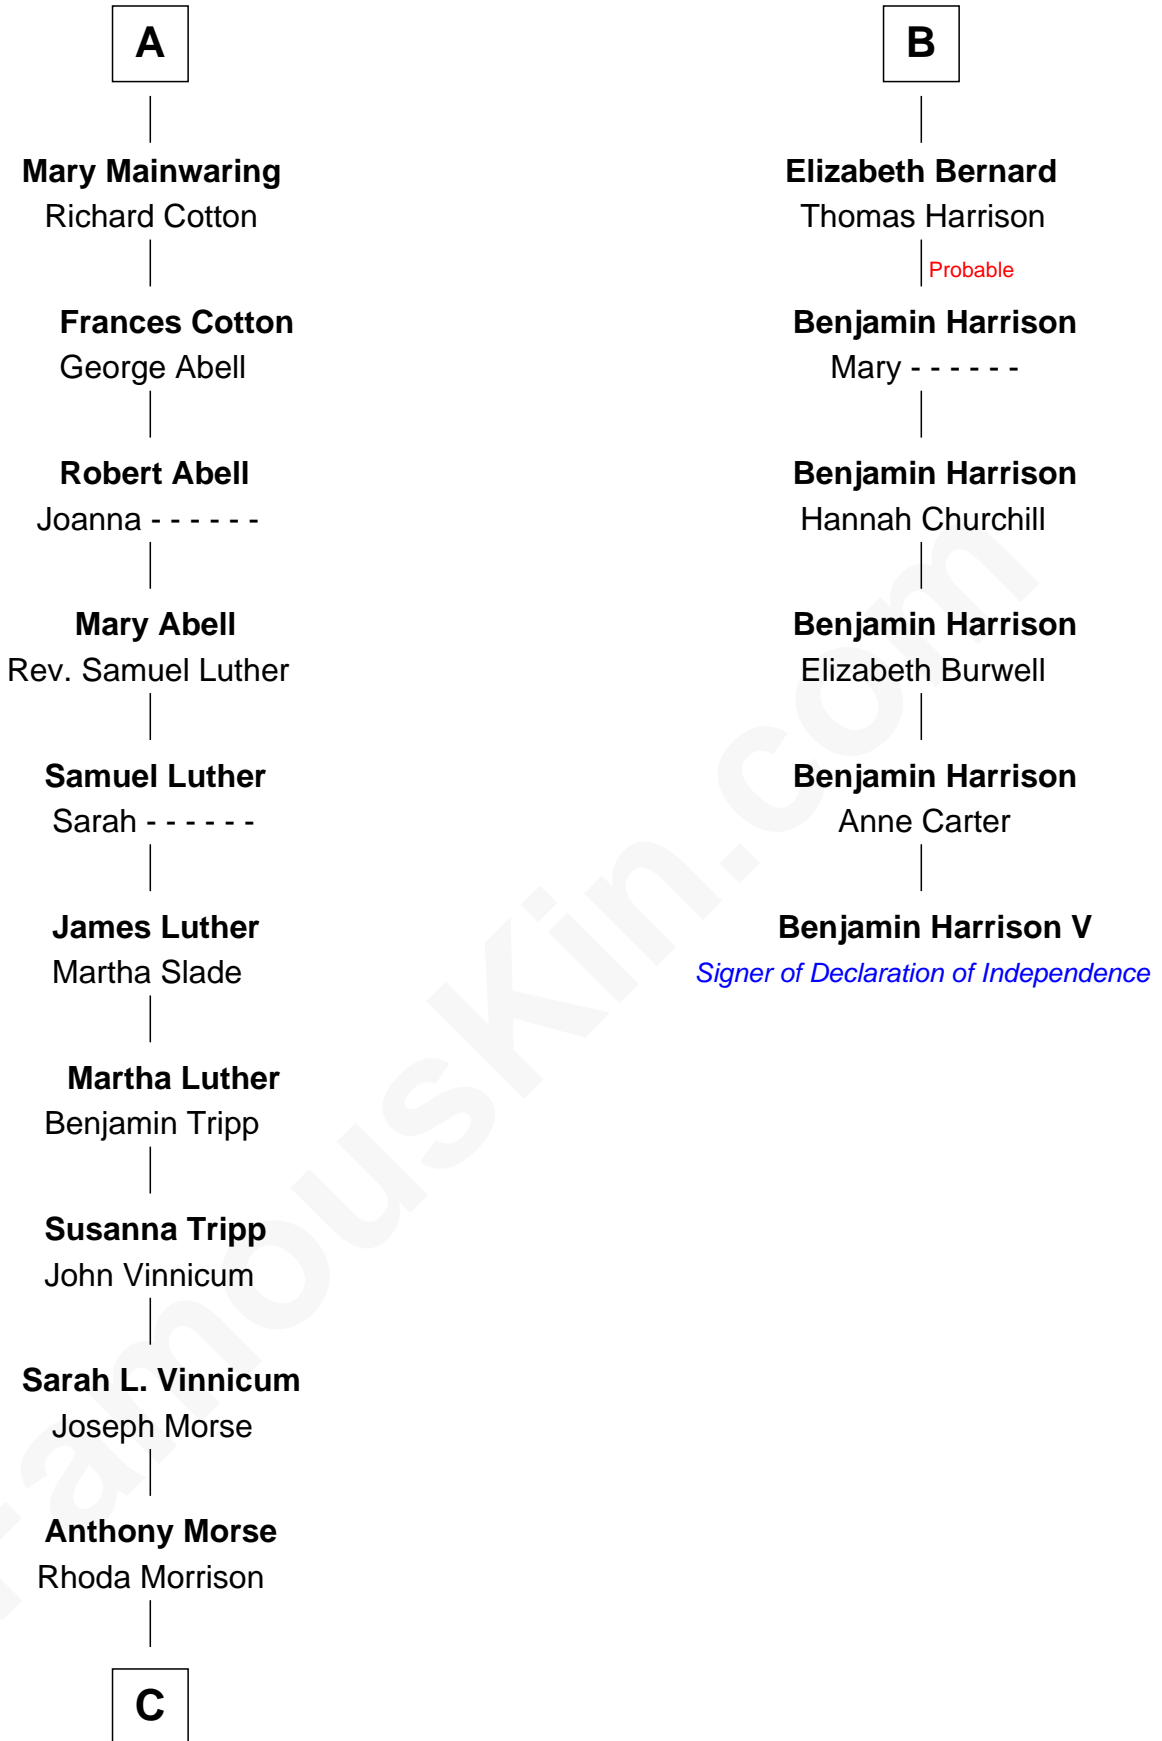 A
Mary Mainwaring
Richard Cotton
Frances Cotton
George Abell
Robert Abell
Joanna - - - - - -
Mary Abell
Rev. Samuel Luther
Samuel Luther
Sarah - - - - - -
James Luther
Martha Slade
Martha Luther
Benjamin Tripp
Susanna Tripp
John Vinnicum
Sarah L. Vinnicum
Joseph Morse
Anthony Morse
Rhoda Morrison
C
B
Elizabeth Bernard
Thomas Harrison
Probable
Benjamin Harrison
Mary - - - - - -
Benjamin Harrison
Hannah Churchill
Benjamin Harrison
Elizabeth Burwell
Benjamin Harrison
Anne Carter
Benjamin Harrison V
Signer of Declaration of Independence
FamousKin.com